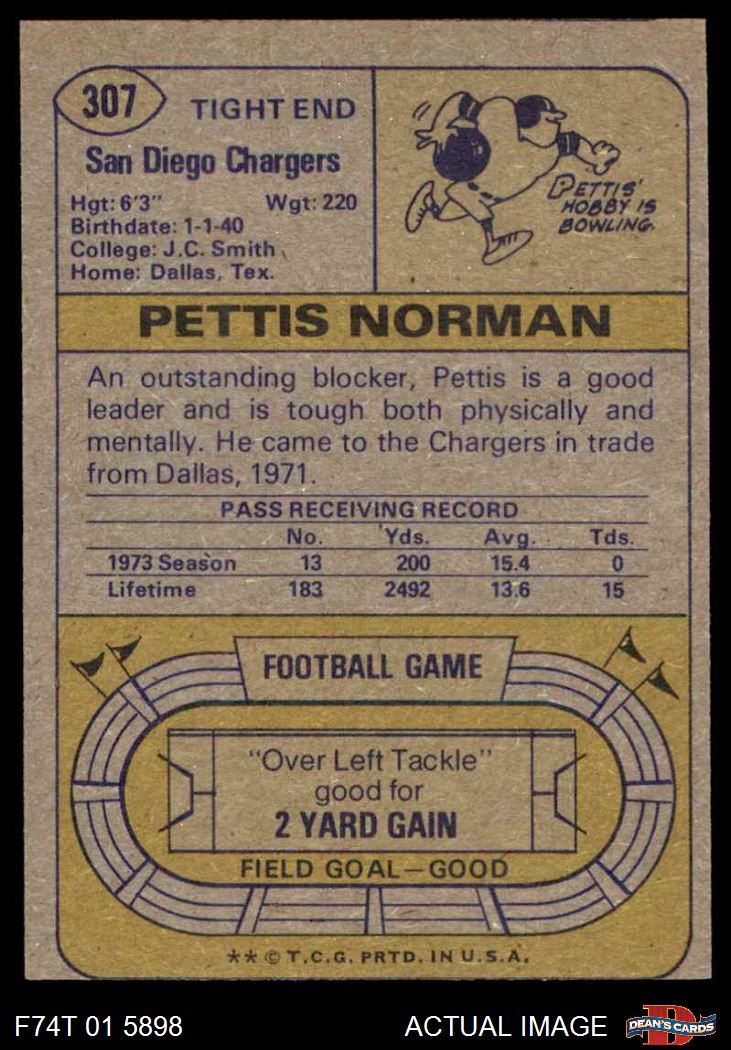 307
TIGHT END
San Diego Chargers
Hgt: 6'3" Wgt: 220
Birthdate: 1-1-40
College: J.C. Smith
Home: Dallas, Tex.
PETTIS'
HOBBY IS
BOWLING.
PETTIS NORMAN
An outstanding blocker, Pettis is a good
leader and is tough both physically and
mentally. He came to the Chargers in trade
from Dallas, 1971.
PASS RECEIVING RECORD
No. Yds. Avg. Tds.
1973 Season 13 200 15.4 0
Lifetime 183 2492 13.6 15
FOOTBALL GAME
"Over Left Tackle"
good for
2 YARD GAIN
FIELD GOAL—GOOD
** © T.C.G. PRTD. IN U.S.A.
F74T 01 5898 ACTUAL IMAGE
D
DEAN'S CARDS